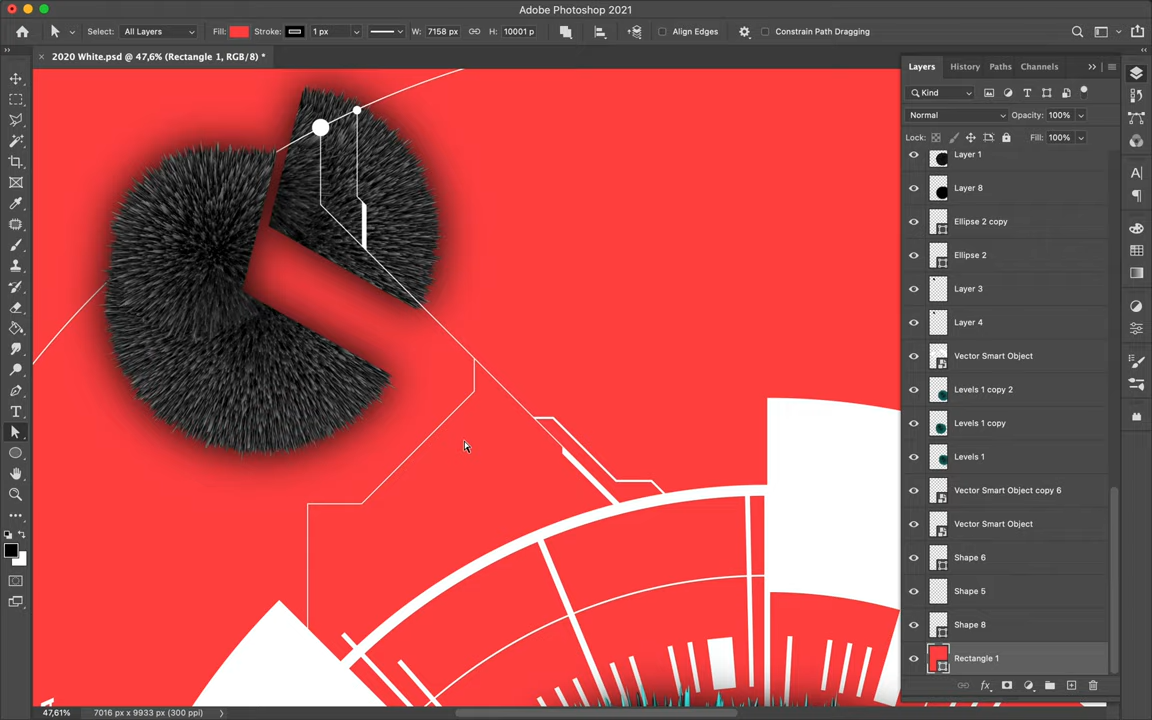 Adobe Photoshop 2021
Select: All Layers Fill: Stroke: 1 px W: 7158 px H: 10001 p Align Edges Constrain Path Dragging
2020 White.psd @ 47,6% (Rectangle 1, RGB/8) *
Layers History Paths Channels
Kind
Normal Opacity: 100%
Lock: Fill: 100%
Layer 1
Layer 8
Ellipse 2 copy
Ellipse 2
Layer 3
Layer 4
Vector Smart Object
Levels 1 copy 2
Levels 1 copy
Levels 1
Vector Smart Object copy 6
Vector Smart Object
Shape 6
Shape 5
Shape 8
Rectangle 1
fx
47,61% 7016 px x 9933 px (300 ppi)